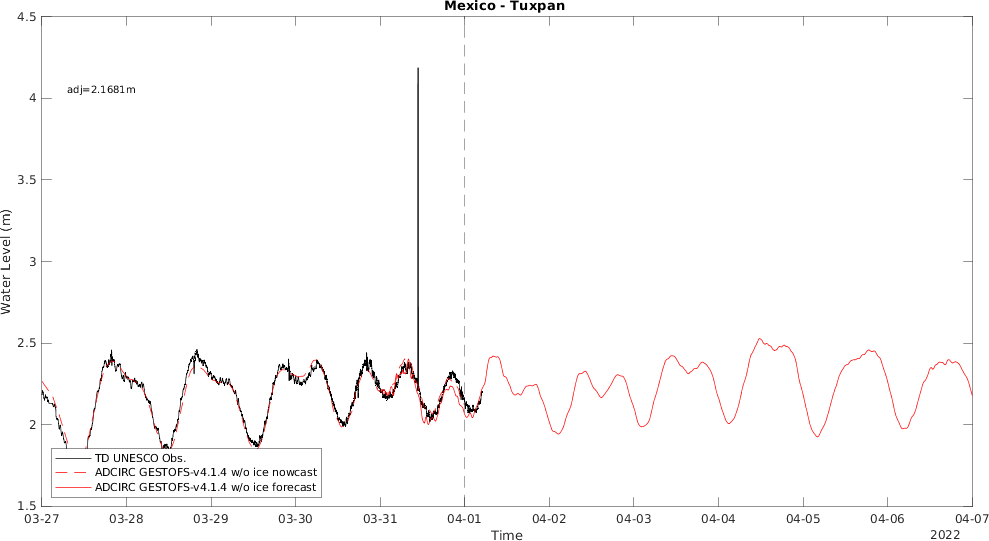 Mexico - Tuxpan
4.5
adj=2.1681m
4
3.5
3
2.5
2
1.5
Water Level (m)
TD UNESCO Obs.
ADCIRC GESTOFS-v4.1.4 w/o ice nowcast
ADCIRC GESTOFS-v4.1.4 w/o ice forecast
03-27 03-28 03-29 03-30 03-31 04-01 04-02 04-03 04-04 04-05 04-06 04-07
Time
2022